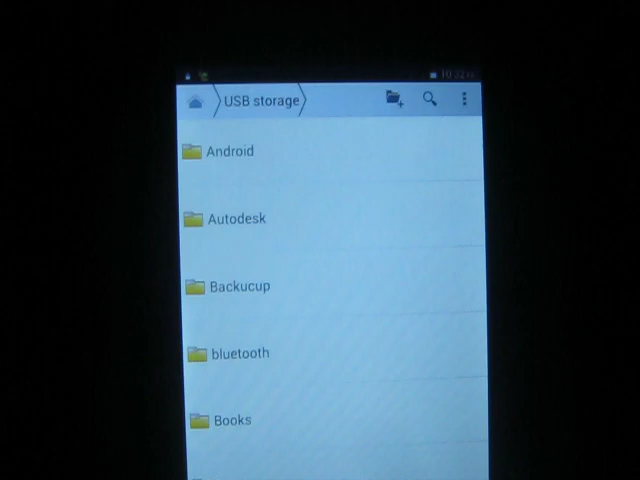 USB storage
Android
Autodesk
Backucup
bluetooth
Books